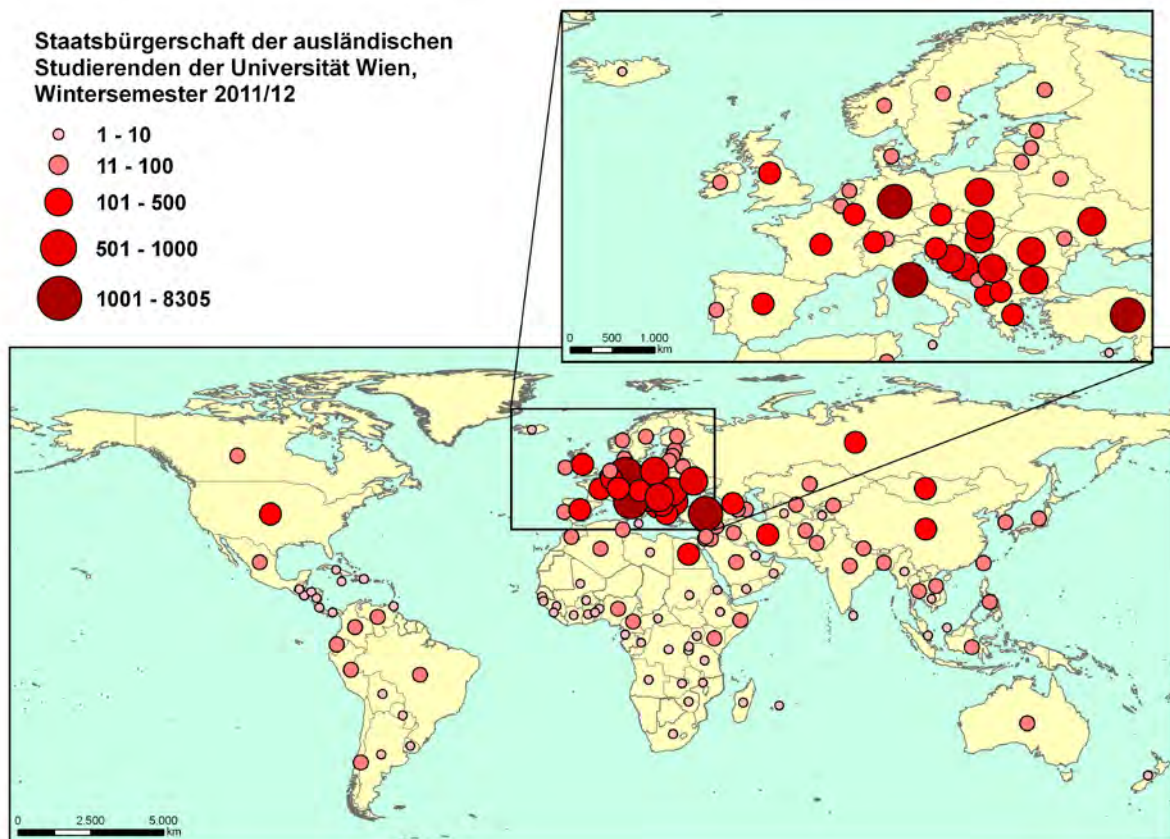 Staatsbürgerschaft der ausländischen
Studierenden der Universität Wien,
Wintersemester 2011/12
1 - 10
11 - 100
101 - 500
501 - 1000
1001 - 8305
0 500 1.000
km
0 2.500 5.000
km